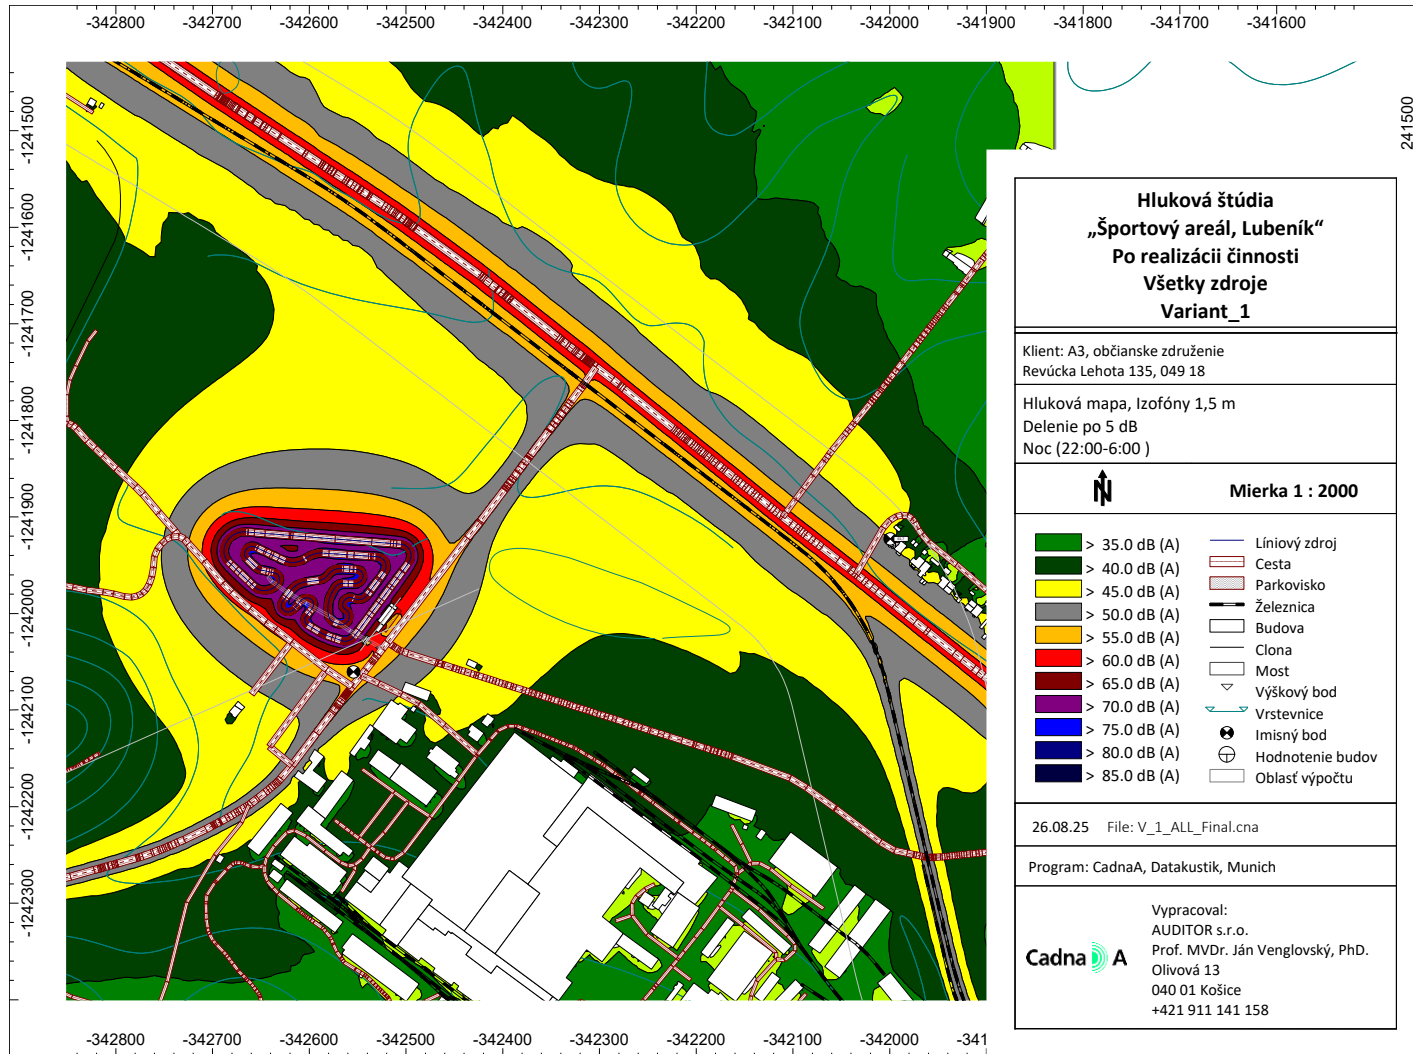 -342800 -342700 -342600 -342500 -342400 -342300 -342200 -342100 -342000 -341900 -341800 -341700 -341600
-1241500
-1241600
-1241700
-1241800
-1241900
-1242000
-1242100
-1242200
-1242300
241500
Hluková štúdia
„Športový areál, Lubeník“
Po realizácii činnosti
Všetky zdroje
Variant_1
Klient: A3, občianske združenie
Revúcka Lehota 135, 049 18
Hluková mapa, Izofóny 1,5 m
Delenie po 5 dB
Noc (22:00-6:00 )
N
Mierka 1 : 2000
> 35.0 dB (A)
> 40.0 dB (A)
> 45.0 dB (A)
> 50.0 dB (A)
> 55.0 dB (A)
> 60.0 dB (A)
> 65.0 dB (A)
> 70.0 dB (A)
> 75.0 dB (A)
> 80.0 dB (A)
> 85.0 dB (A)
Líniový zdroj
Cesta
Parkovisko
Železnica
Budova
Clona
Most
Výškový bod
Vrstevnice
Imisný bod
Hodnotenie budov
Oblasť výpočtu
26.08.25 File: V_1_ALL_Final.cna
Program: CadnaA, Datakustik, Munich
Cadna A
Vypracoval:
AUDITOR s.r.o.
Prof. MVDr. Ján Venglovský, PhD.
Olivová 13
040 01 Košice
+421 911 141 158
-342800 -342700 -342600 -342500 -342400 -342300 -342200 -342100 -342000 -3419